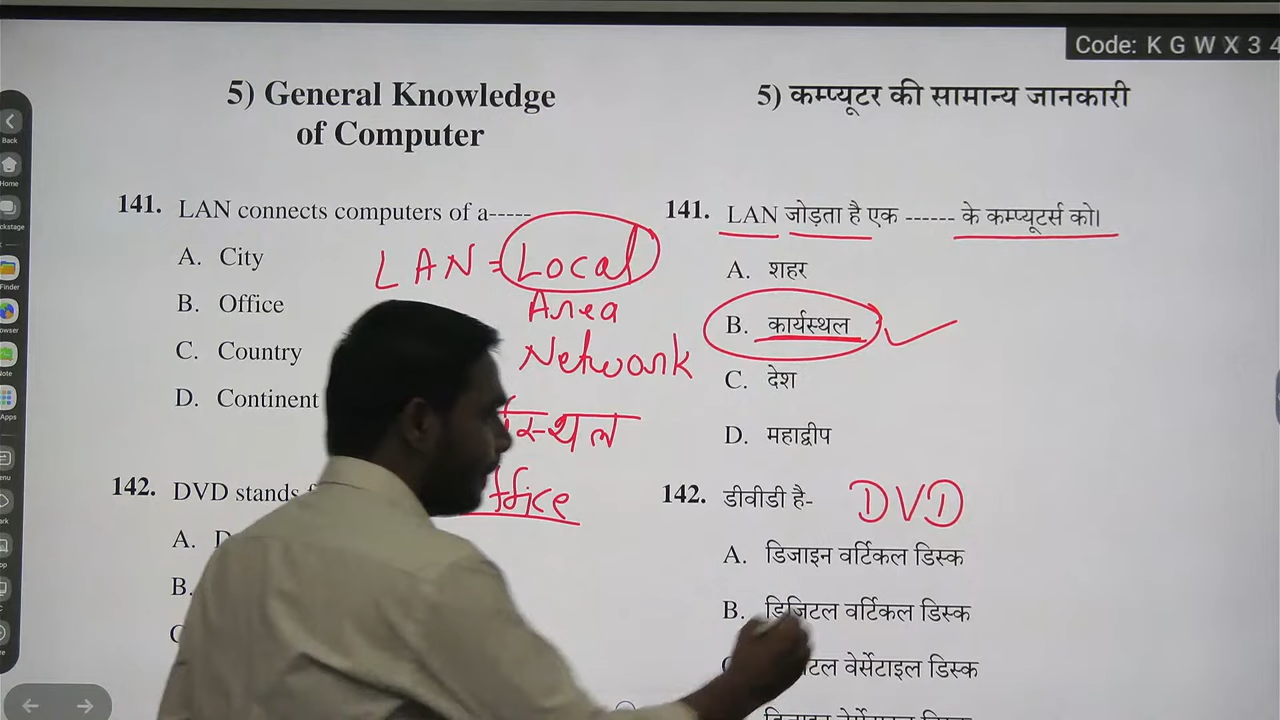 Code: K G W X 3 4
5) General Knowledge
of Computer
141. LAN connects computers of a-----
A. City
B. Office
C. Country
D. Continent
LAN = Local
Area
Network
142. DVD stands
A.
B.
5) कम्प्यूटर की सामान्य जानकारी
141. LAN जोड़ता है एक ------ के कम्प्यूटर्स को।
A. शहर
B. कार्यस्थल
C. देश
D. महाद्वीप
142. डीवीडी है- DVD
A. डिजाइन वर्टिकल डिस्क
B. डिजिटल वर्टिकल डिस्क
वेर्सेटाइल डिस्क
Back
Home